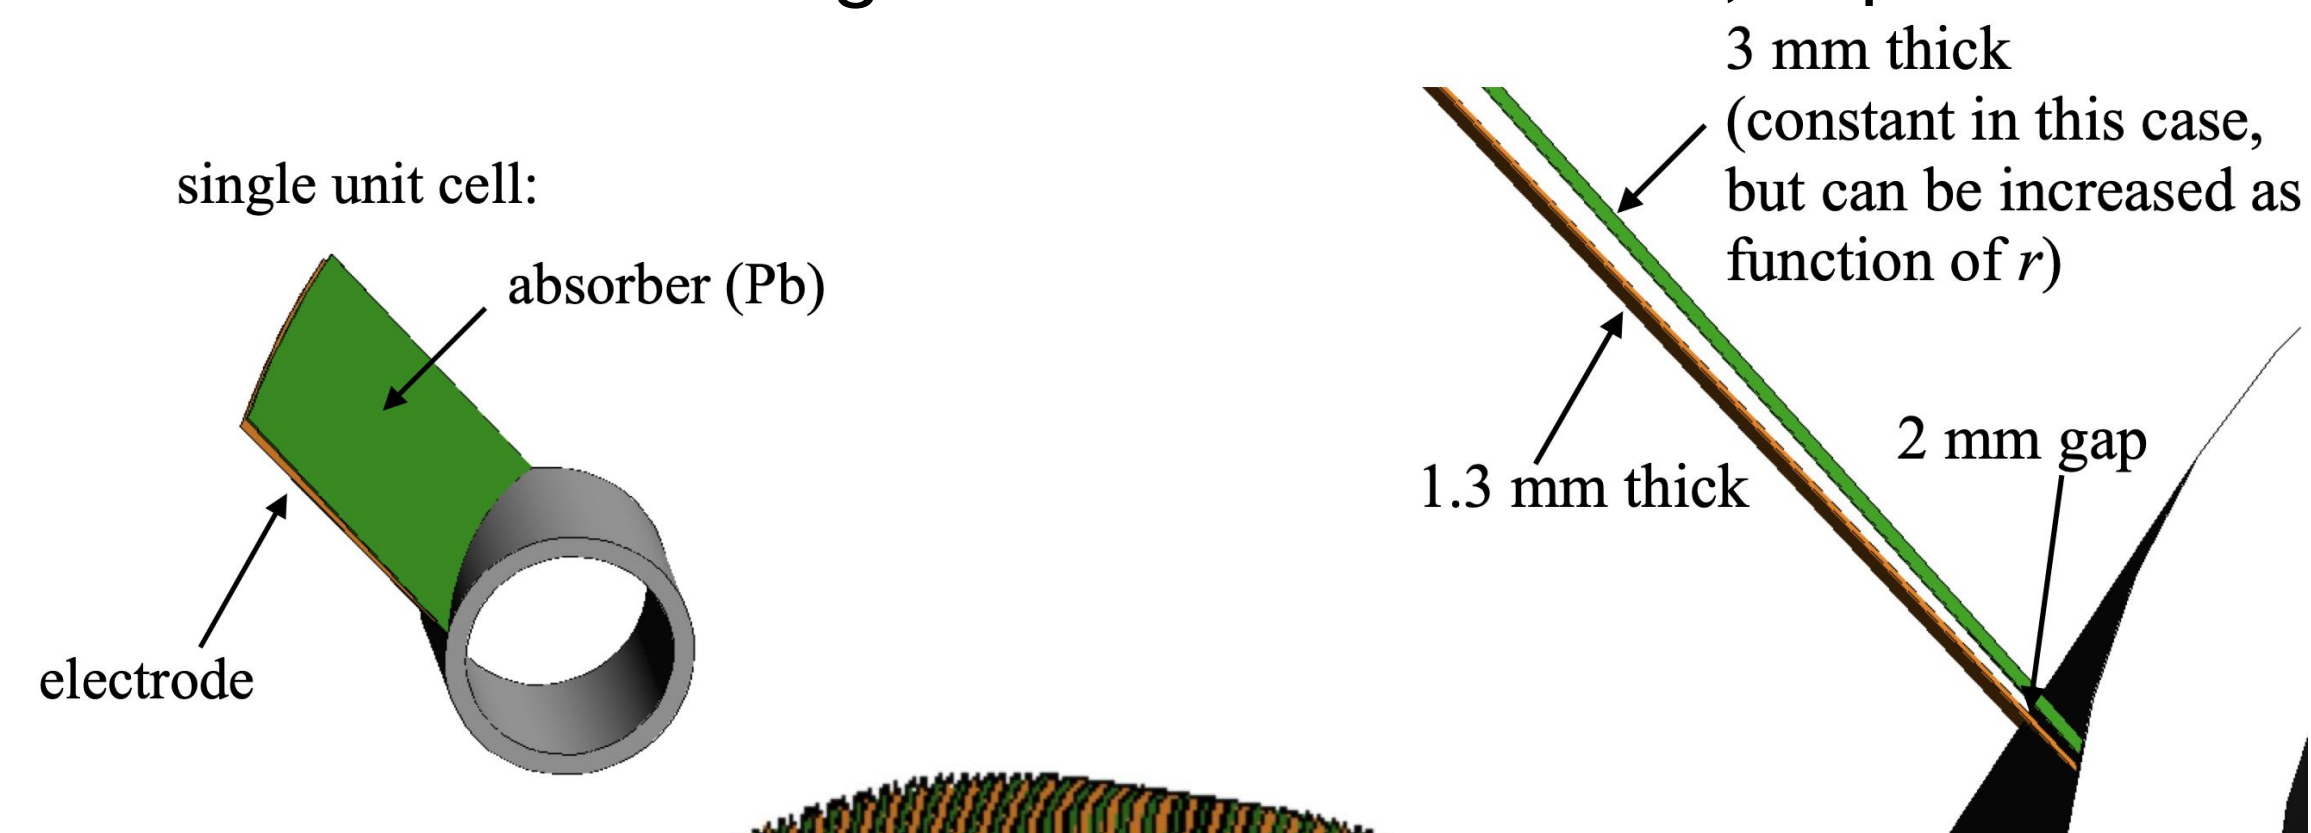 3 mm thick
(constant in this case,
but can be increased as
function of r)
single unit cell:
absorber (Pb)
electrode
1.3 mm thick
2 mm gap